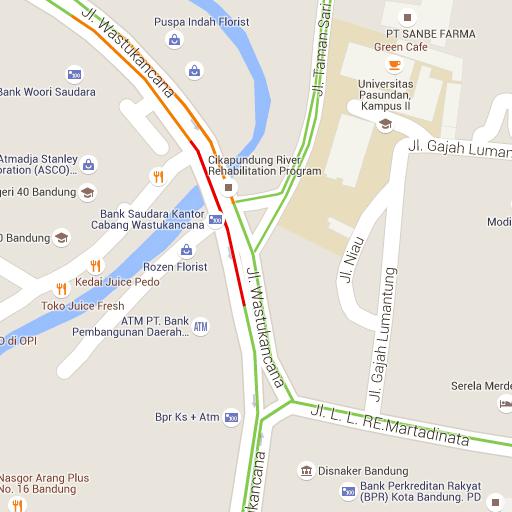 Jl. Wastukancana
Puspa Indah Florist
Jl. Taman Sari
PT SANBE FARMA
Green Cafe
Bank Woori Saudara
Universitas
Pasundan,
Kampus II
Jl. Gajah Luman
Atmadja Stanley
oration (ASCO)...
Cikapundung River
Rehabilitation Program
geri 40 Bandung
Bank Saudara Kantor
Cabang Wastukancana
Modi
0 Bandung
Rozen Florist
Jl. Niau
Kedai Juice Pedo
Jl. Wastukancana
Jl. Gajah Lumantung
Toko Juice Fresh
ATM PT. Bank
Pembangunan Daerah...
ATM
O di OPI
Serela Merde
Bpr Ks + Atm
Jl. L. L. RE.Martadinata
ukancana
Disnaker Bandung
Nasgor Arang Plus
No. 16 Bandung
Bank Perkreditan Rakyat
(BPR) Kota Bandung. PD